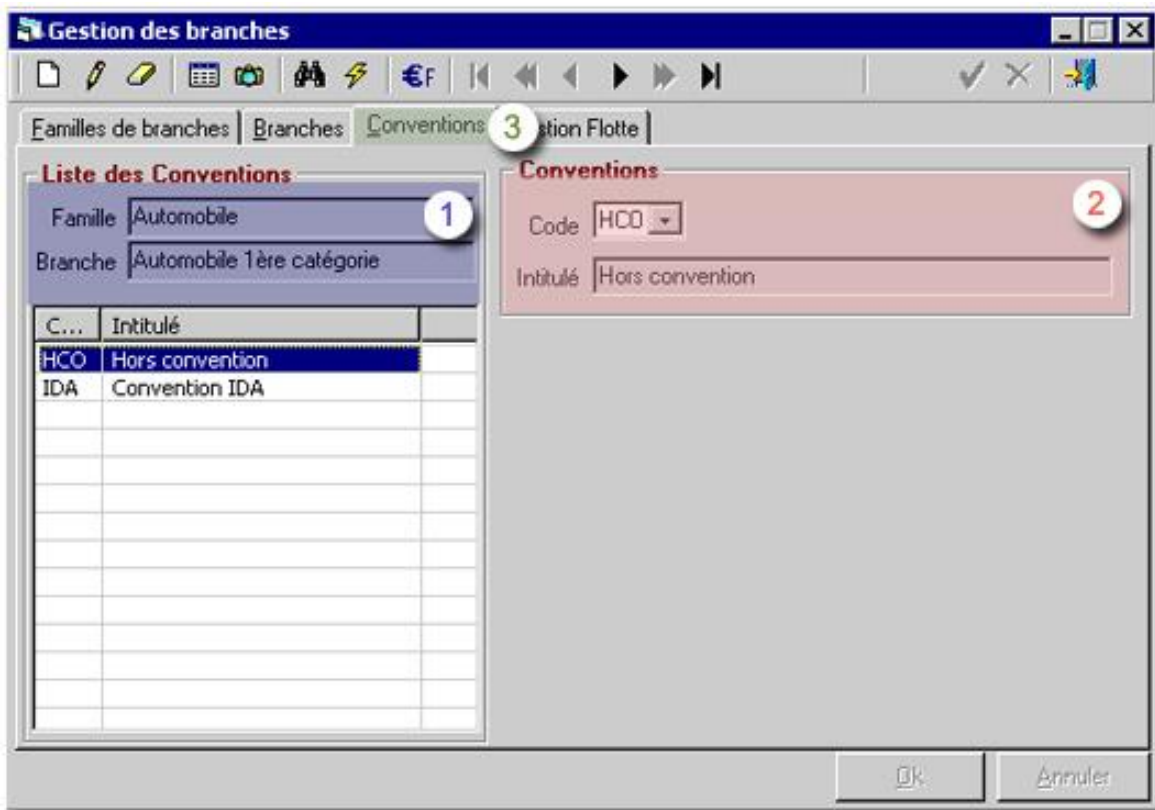 Gestion des branches
€F
Familles de branches Branches Conventions 3 stion Flotte
Liste des Conventions
Famille Automobile 1
Branche Automobile 1ère catégorie
C... Intitulé
HCO Hors convention
IDA Convention IDA
Conventions
Code HCO 2
Intitulé Hors convention
Ok Annuler